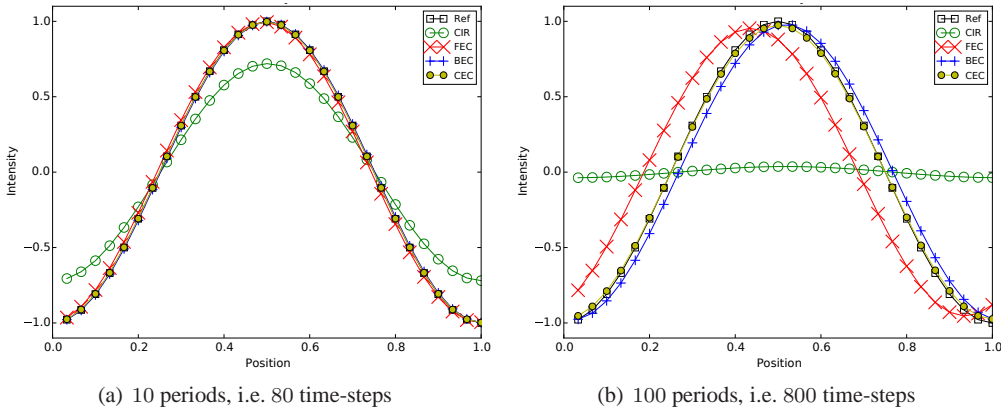 1.0
0.5
0.0
−0.5
−1.0
Intensity
0.0
0.2
0.4
0.6
0.8
1.0
Position
Ref
CIR
FEC
BEC
CEC
(a) 10 periods, i.e. 80 time-steps
1.0
0.5
0.0
−0.5
−1.0
Intensity
0.0
0.2
0.4
0.6
0.8
1.0
Position
Ref
CIR
FEC
BEC
CEC
(b) 100 periods, i.e. 800 time-steps